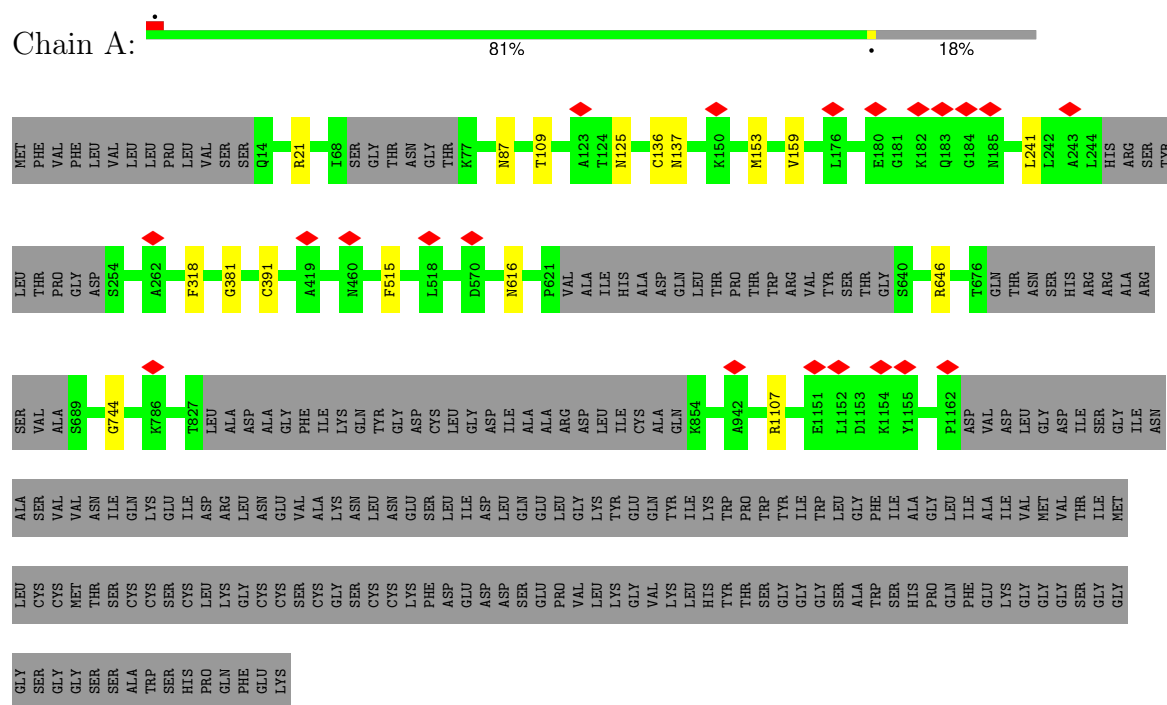 Chain A:
81%
18%
MET PHE VAL PHE LEU VAL LEU LEU PRO LEU VAL SER SER Q14 R21 I68 SER GLY THR ASN GLY THR K77 N87 T109 A123 T124 N125 C136 N137 K150 M153 V159 L176 E180 G181 K182 Q183 G184 N185 L241 L242 A243 L244 HIS ARG SER TYR
LEU THR PRO GLY ASP S254 A262 F318 G381 C391 A419 N460 F515 L518 D570 N616 P621 VAL ALA ILE HIS ALA ASP GLN LEU THR PRO THR TRP ARG VAL TYR SER THR GLY S640 R646 T676 GLN THR ASN SER HIS ARG ARG ALA ARG
SER VAL ALA S689 G744 K786 T827 LEU ALA ASP ALA GLY PHE ILE LYS GLN TYR GLY ASP CYS LEU GLY ASP ILE ALA ALA ARG ASP LEU ILE CYS ALA GLN K854 A942 R1107 E1151 L1152 D1153 K1154 Y1155 P1162 ASP VAL ASP LEU GLY ASP ILE SER GLY ILE ASN
ALA SER VAL VAL ASN ILE GLN LYS GLU ILE ASP ARG LEU ASN GLU VAL ALA LYS ASN LEU ASN GLU SER LEU ILE ASP LEU GLN GLU LEU GLY LYS TYR GLU GLN TYR ILE LYS TRP PRO TRP TYR ILE TRP LEU GLY PHE ILE ALA GLY LEU ILE ALA ILE VAL MET VAL THR ILE MET
LEU CYS CYS MET THR SER CYS CYS SER CYS LEU LYS GLY CYS CYS SER CYS GLY SER CYS CYS LYS PHE ASP GLU ASP ASP SER GLU PRO VAL LEU LYS GLY VAL LYS LEU HIS TYR THR SER GLY GLY GLY SER ALA TRP SER HIS PRO GLN PHE GLU LYS GLY GLY GLY SER GLY GLY
GLY SER GLY GLY SER SER ALA TRP SER HIS PRO GLN PHE GLU LYS